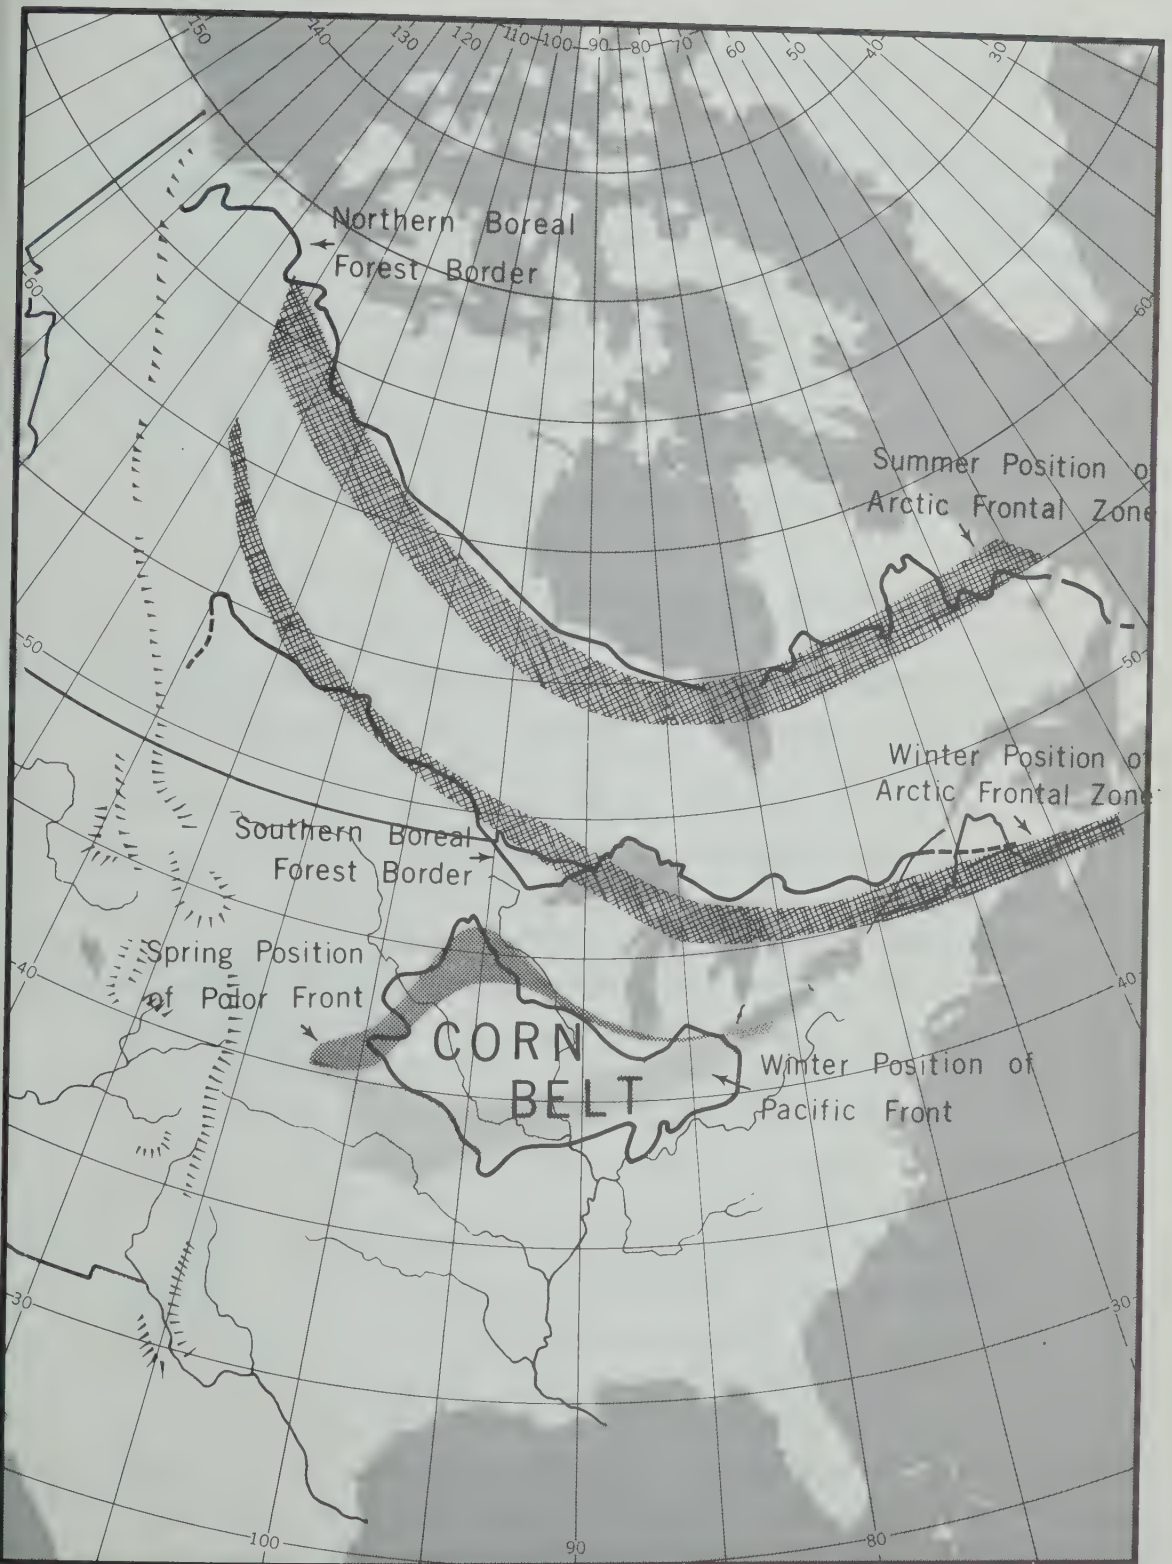 150
140
130
120
110
100
90
80
70
60
50
40
30
Northern Boreal
Forest Border
60
60
Summer Position o
Arctic Frontal Zone
50
50
Winter Position of
Arctic Frontal Zone
Southern Boreal
Forest Border
Spring Position
of Polar Front
40
40
CORN
BELT
Winter Position of
Pacific Front
30
30
100
90
80